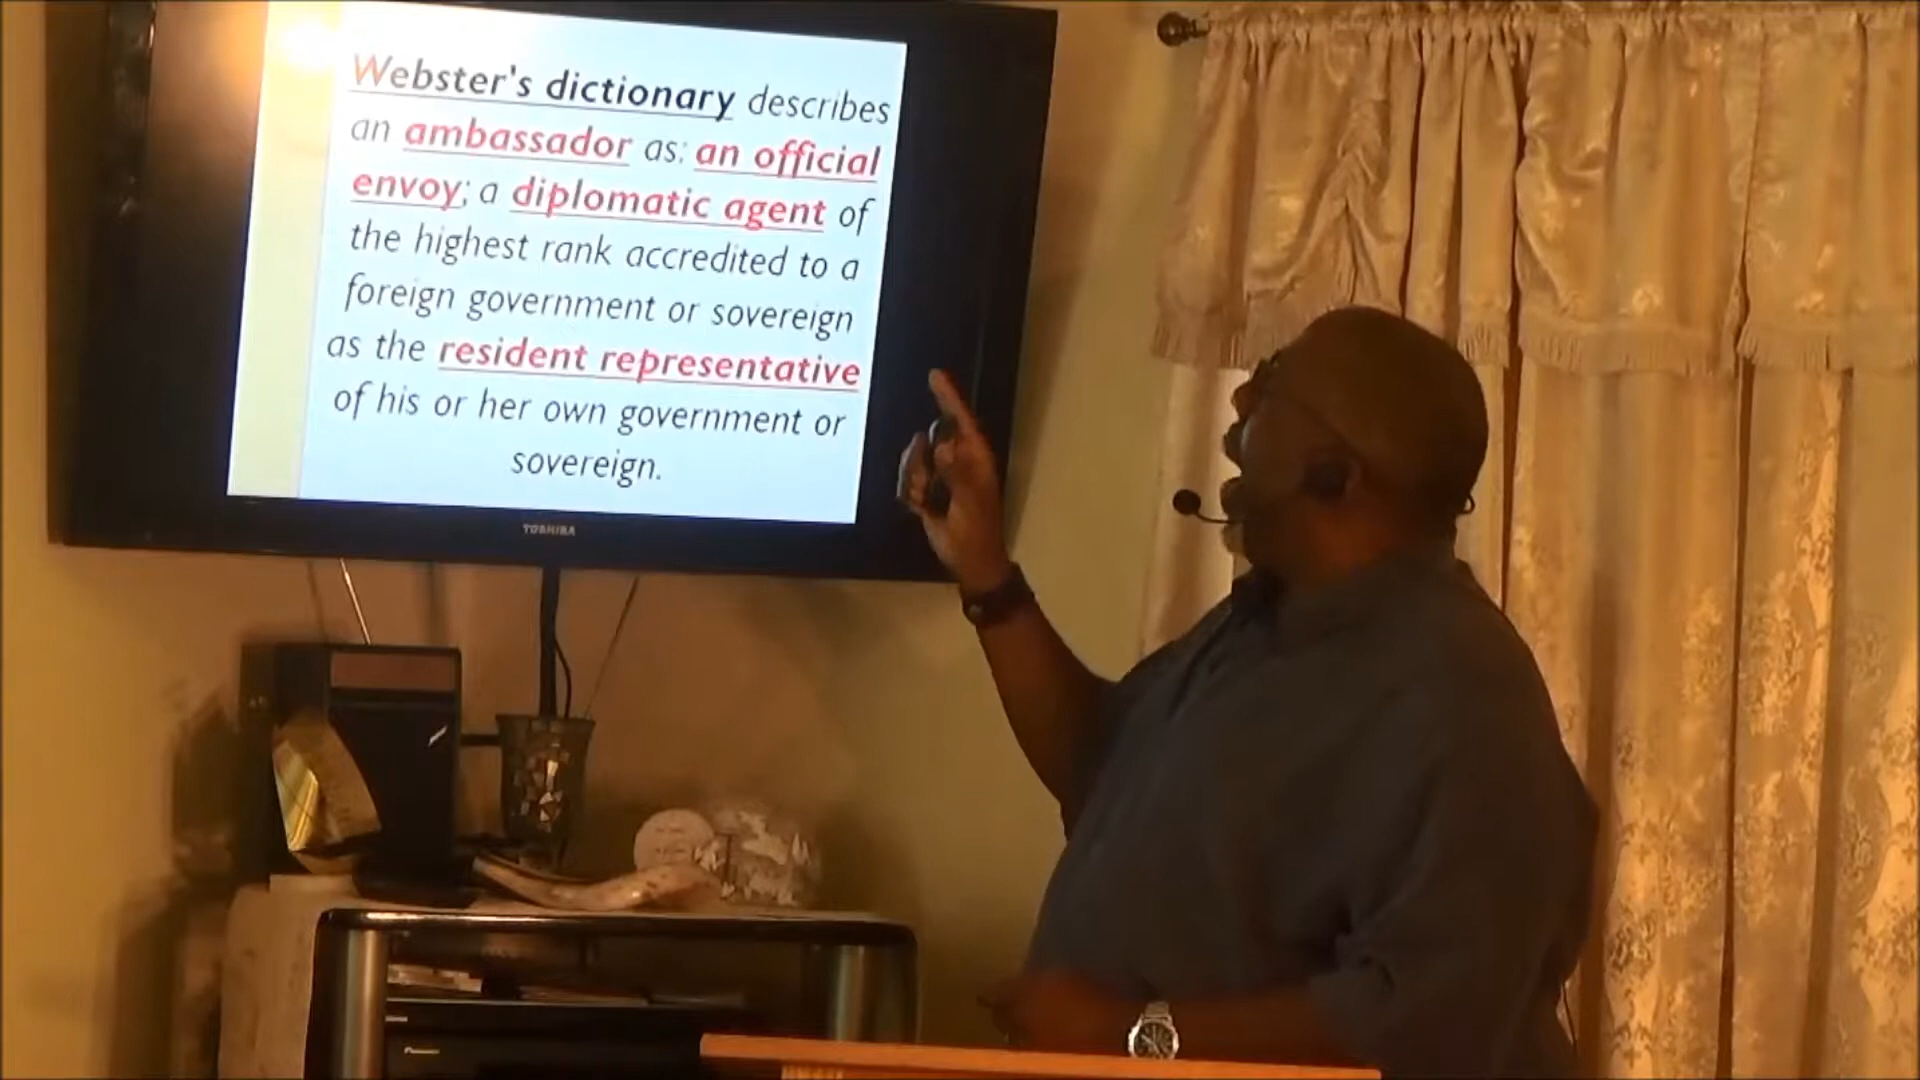 Webster's dictionary describes
an ambassador as: an official
envoy; a diplomatic agent of
the highest rank accredited to a
foreign government or sovereign
as the resident representative
of his or her own government or
sovereign.
TOSHIBA